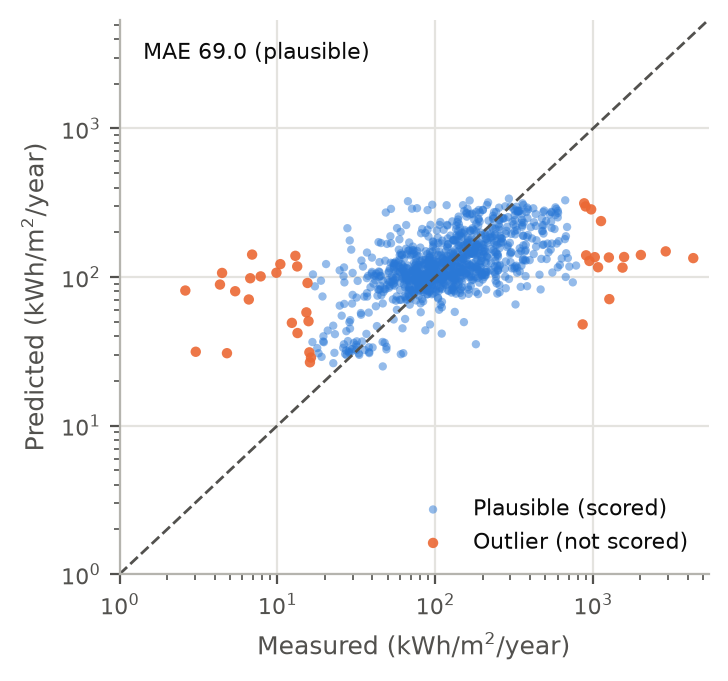 MAE 69.0 (plausible)
10³
10²
10¹
10⁰
Predicted (kWh/m²/year)
Plausible (scored)
Outlier (not scored)
10⁰ 10¹ 10² 10³
Measured (kWh/m²/year)